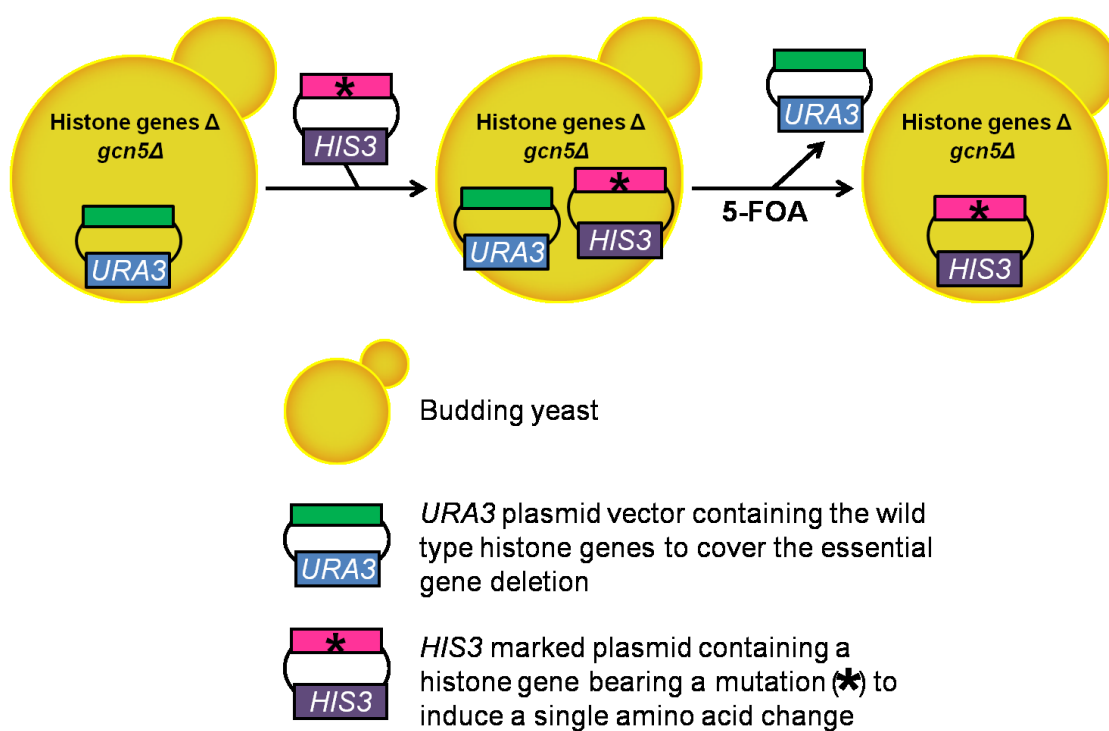 Histone genes Δ
gcn5Δ
URA3
HIS3
Histone genes Δ
gcn5Δ
URA3
HIS3
5-FOA
URA3
Histone genes Δ
gcn5Δ
HIS3
Budding yeast
URA3
URA3 plasmid vector containing the wild
type histone genes to cover the essential
gene deletion
HIS3
HIS3 marked plasmid containing a
histone gene bearing a mutation (*) to
induce a single amino acid change